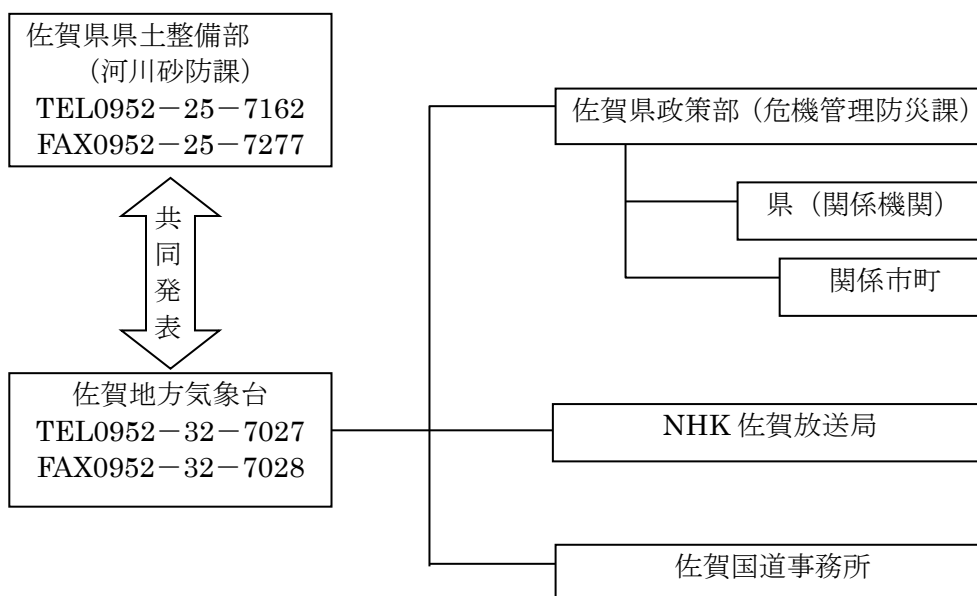 佐賀県県土整備部
（河川砂防課）
TEL0952－25－7162
FAX0952－25－7277
共同発表
佐賀地方気象台
TEL0952－32－7027
FAX0952－32－7028
佐賀県政策部（危機管理防災課）
県（関係機関）
関係市町
NHK佐賀放送局
佐賀国道事務所